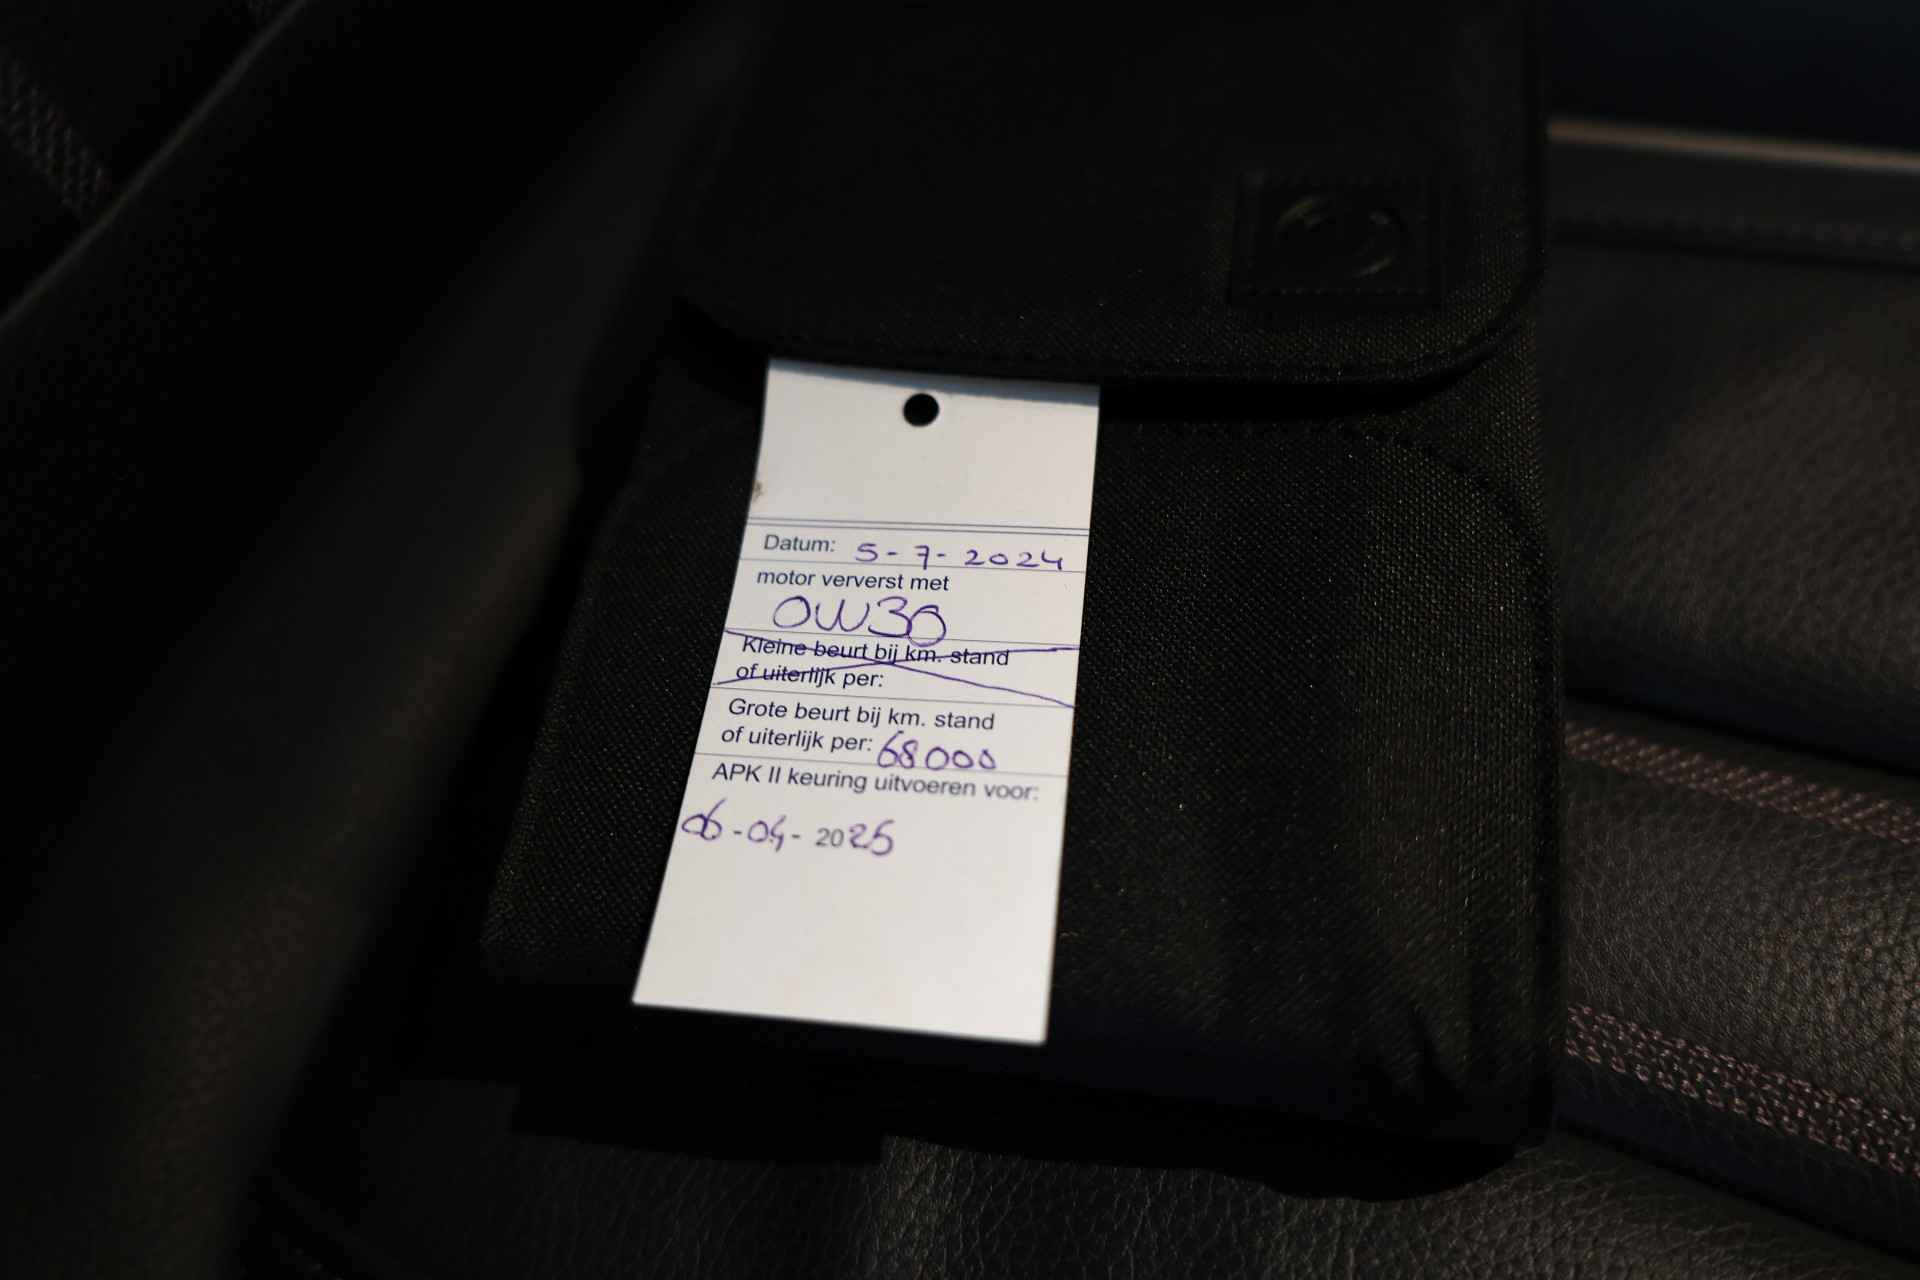 Datum: 5-7-2024
motor ververst met
0W30
Kleine beurt bij km. stand
of uiterlijk per:
Grote beurt bij km. stand
of uiterlijk per: 68000
APK II keuring uitvoeren voor:
06-04-2025